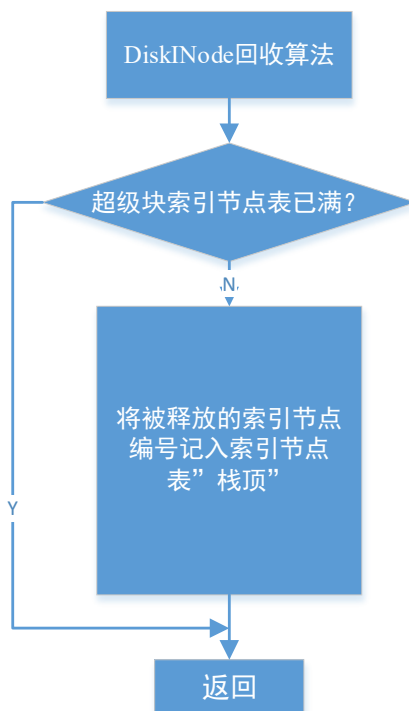 DiskINode回收算法
超级块索引节点表已满？
N
将被释放的索引节点
编号记入索引节点
表”栈顶”
Y
返回